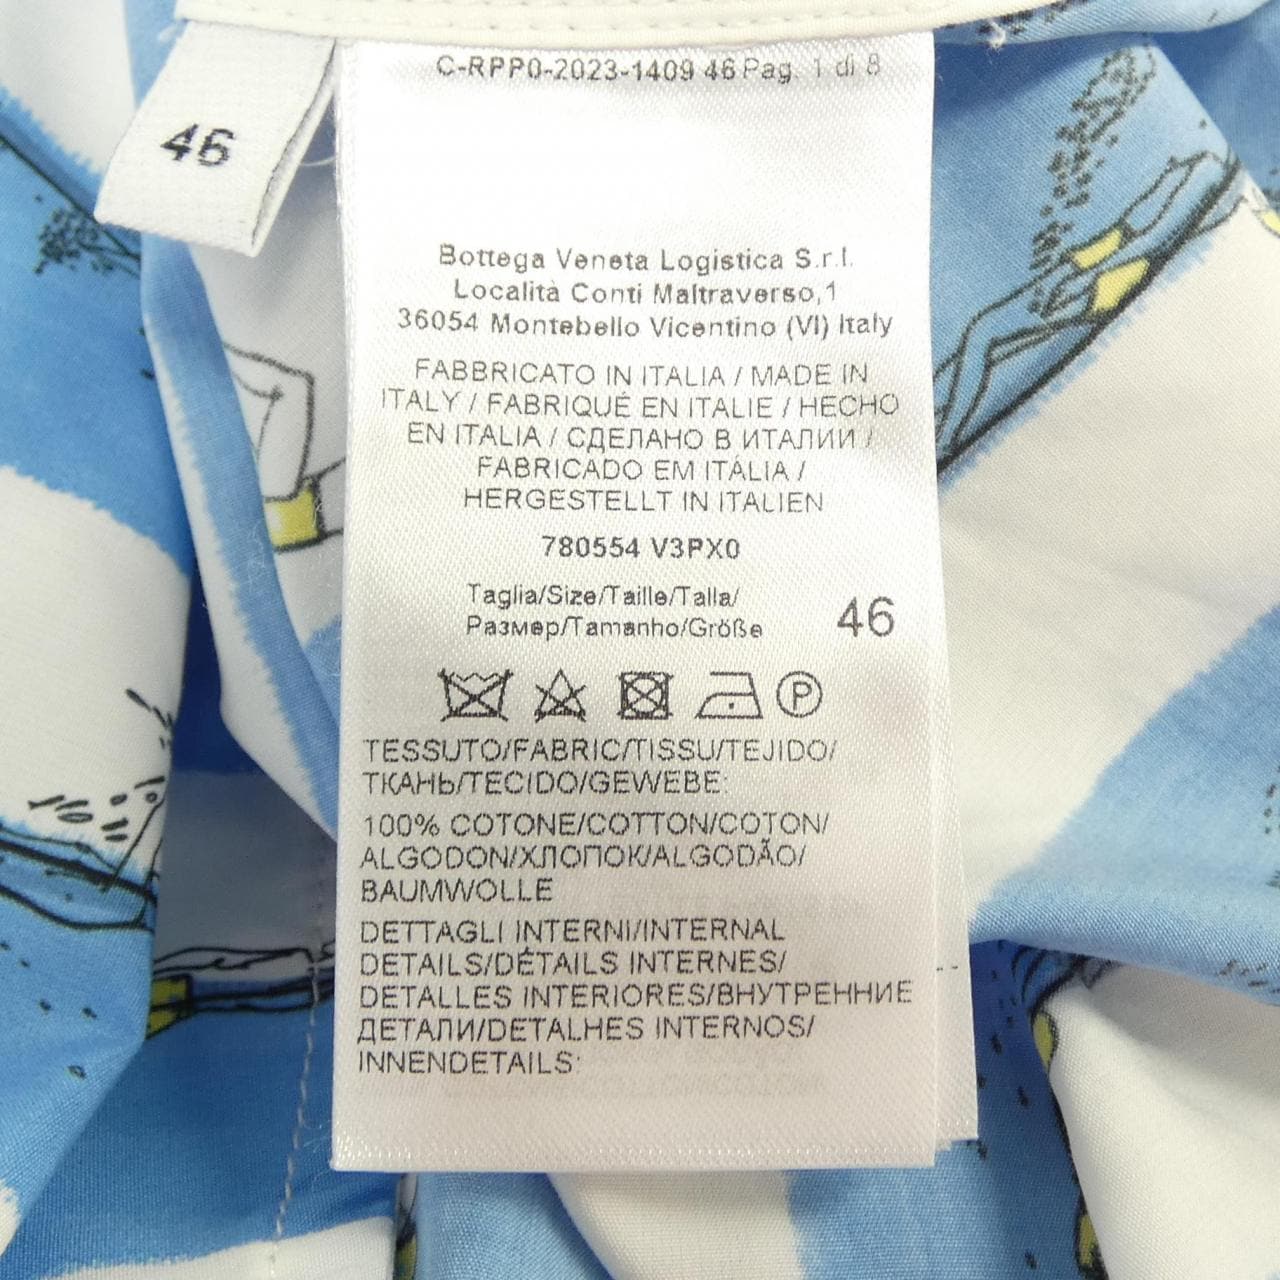 46
C-RPP0-2023-1409 46 Pag. 1 di 8
Bottega Veneta Logistica S.r.l.
Località Conti Maltraverso,1
36054 Montebello Vicentino (VI) Italy
FABBRICATO IN ITALIA / MADE IN
ITALY / FABRIQUÉ EN ITALIE / HECHO
EN ITALIA / СДЕЛАНО В ИТАЛИИ /
FABRICADO EM ITÁLIA /
HERGESTELLT IN ITALIEN
780554 V3PX0
Taglia/Size/Taille/Talla/
Размер/Tamanho/Größe 46
P
TESSUTO/FABRIC/TISSU/TEJIDO/
ТКАНЬ/TECIDO/GEWEBE:
100% COTONE/COTTON/COTON/
ALGODON/ХЛОПОК/ALGODÃO/
BAUMWOLLE
DETTAGLI INTERNI/INTERNAL
DETAILS/DÉTAILS INTERNES/
DETALLES INTERIORES/ВНУТРЕННИЕ
ДЕТАЛИ/DETALHES INTERNOS/
INNENDETAILS: